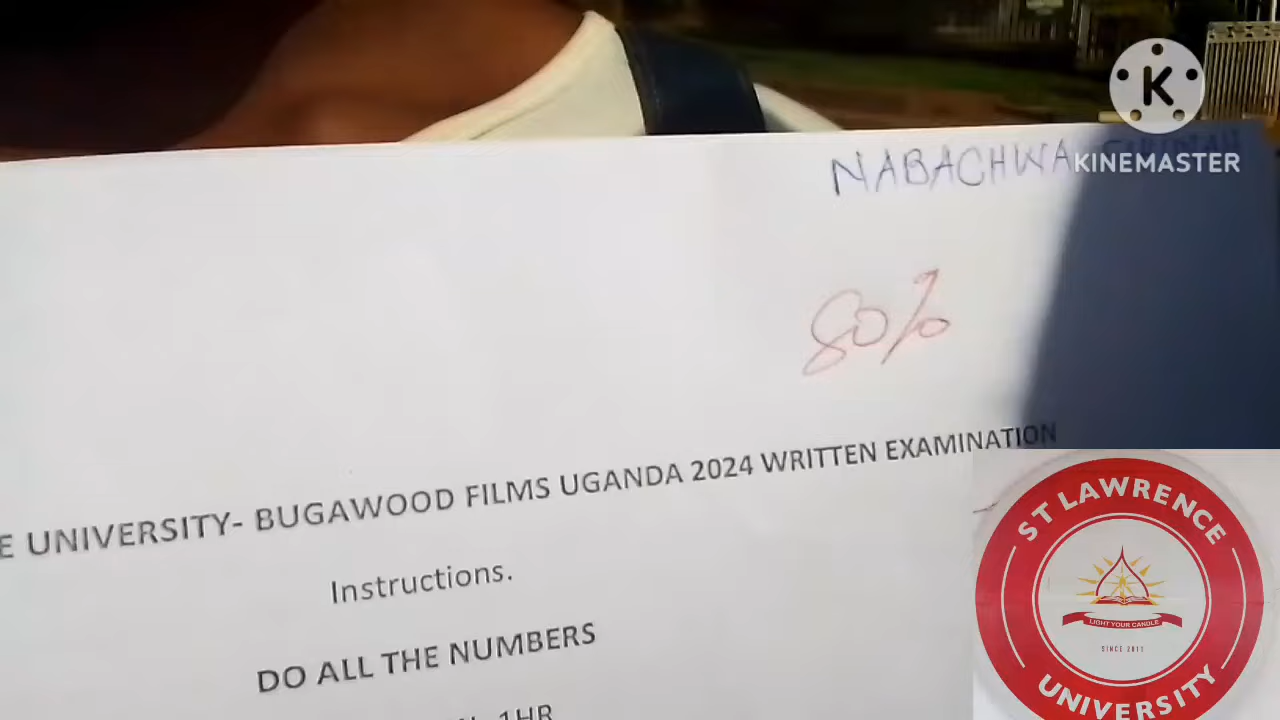 NABACHWA
KINEMASTER
80%
E UNIVERSITY- BUGAWOOD FILMS UGANDA 2024 WRITTEN EXAMINATION
Instructions.
DO ALL THE NUMBERS
1HR
ST LAWRENCE
LIGHT YOUR CANDLE
SINCE 2011
UNIVERSITY